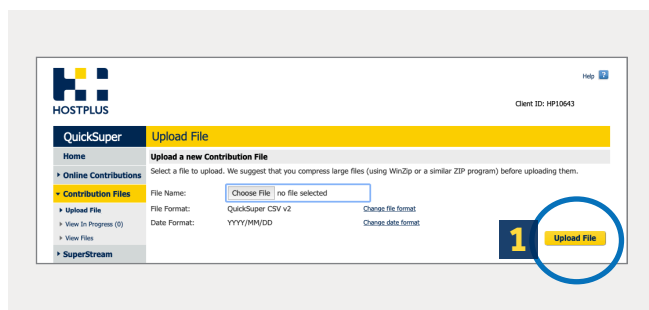 Help ?
HOSTPLUS
Client ID: HP10643
QuickSuper
Upload File
Home
Online Contributions
Contribution Files
Upload File
View In Progress (0)
View Files
SuperStream
Upload a new Contribution File
Select a file to upload. We suggest that you compress large files (using WinZip or a similar ZIP program) before uploading them.
File Name: Choose File no file selected
File Format: QuickSuper CSV v2 Change file format
Date Format: YYYY/MM/DD Change date format
1 Upload File